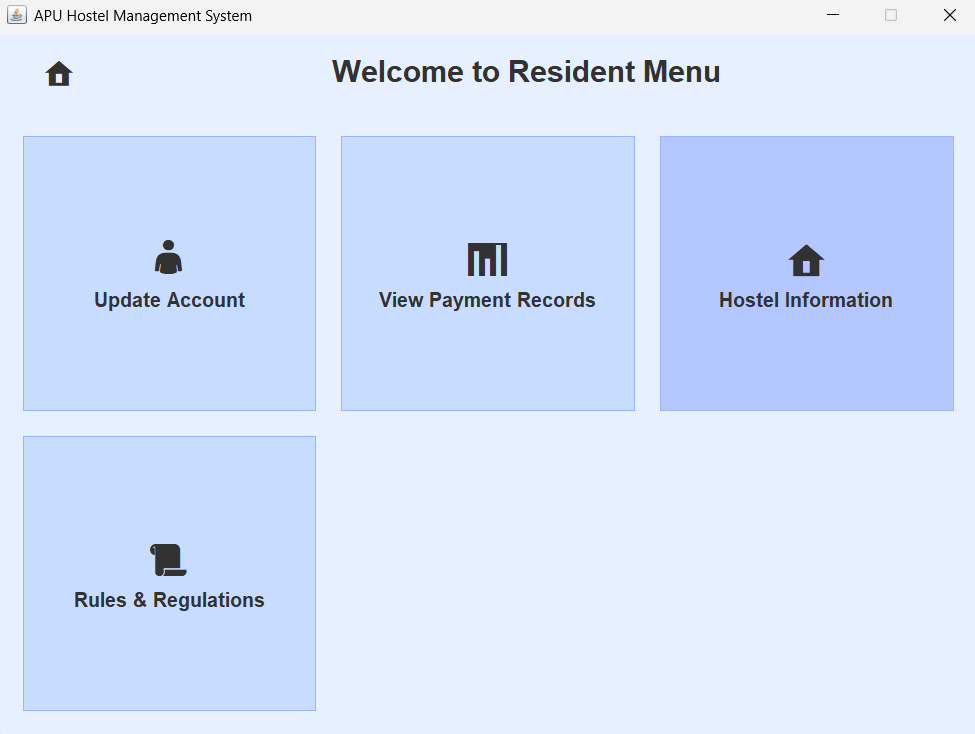 APU Hostel Management System
Welcome to Resident Menu
Update Account
View Payment Records
Hostel Information
Rules & Regulations